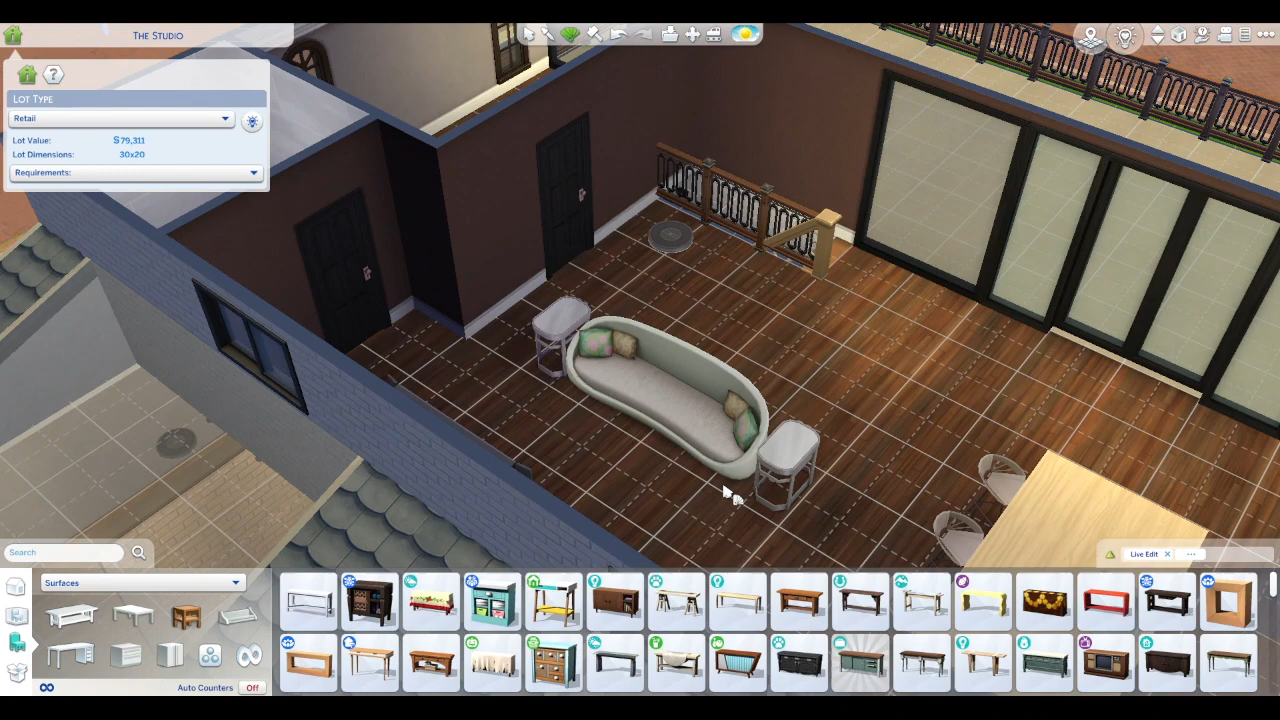 THE STUDIO
LOT TYPE
Retail
Lot Value: §79,311
Lot Dimensions: 30x20
Requirements:
Search
Live Edit
Surfaces
Auto Counters Off